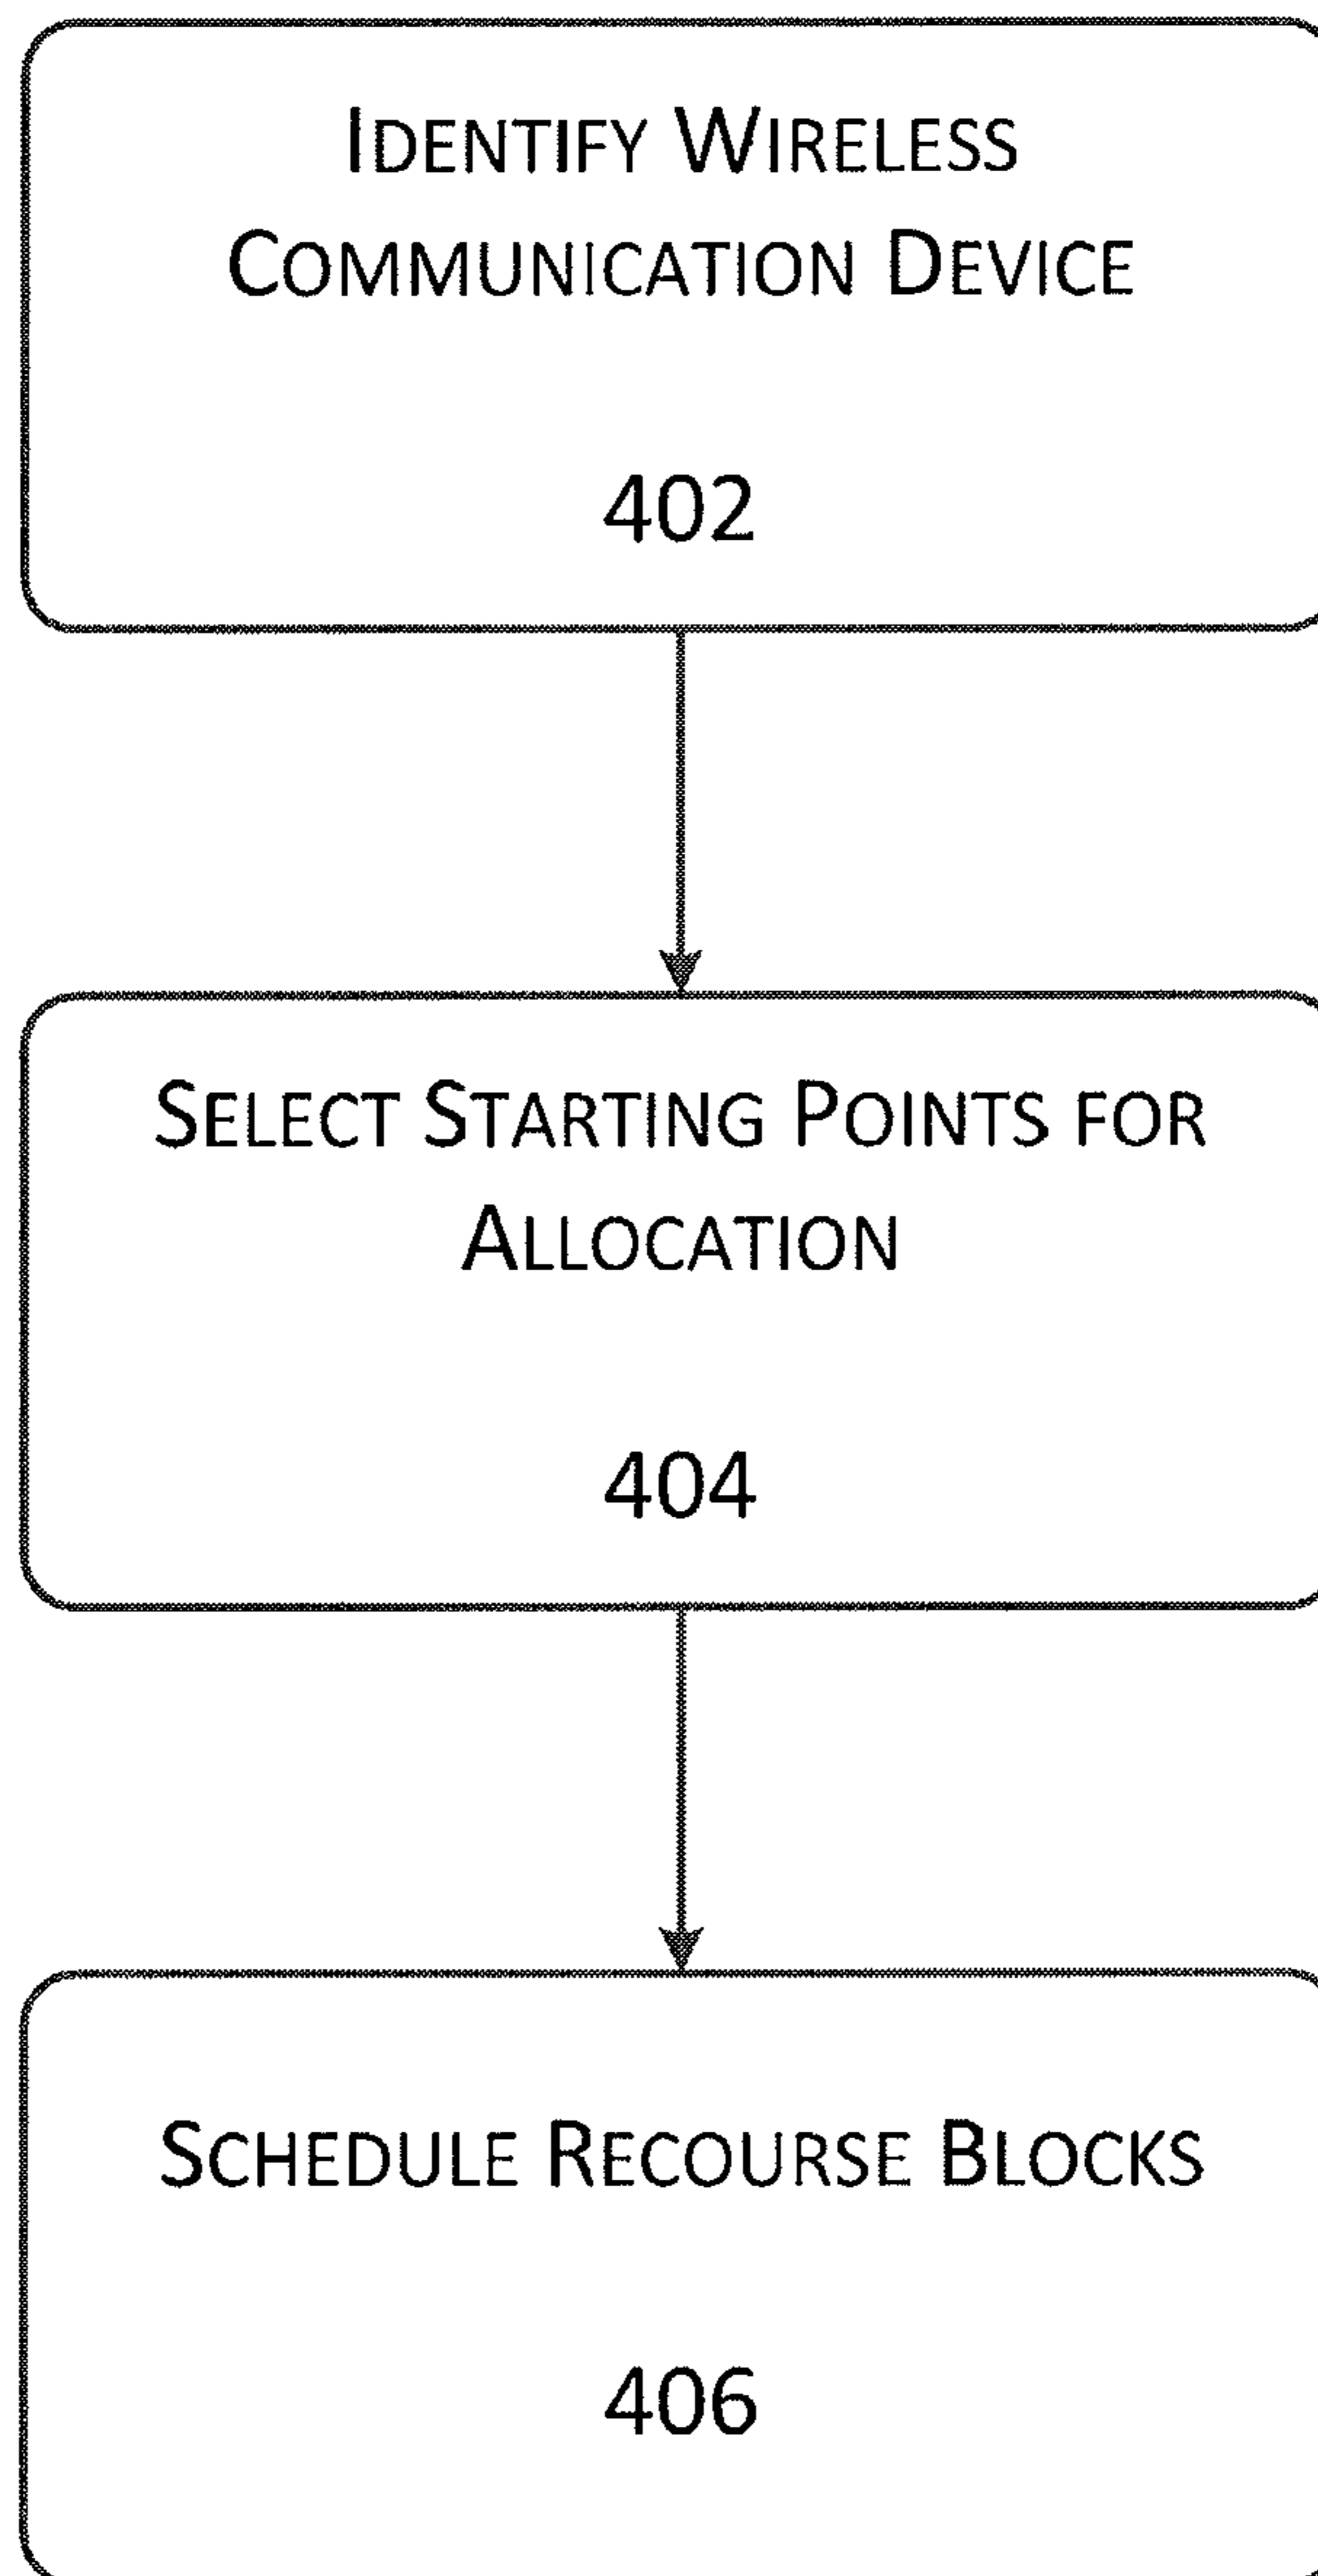 IDENTIFY WIRELESS
COMMUNICATION DEVICE
402
SELECT STARTING POINTS FOR
ALLOCATION
404
SCHEDULE RECOURSE BLOCKS
406